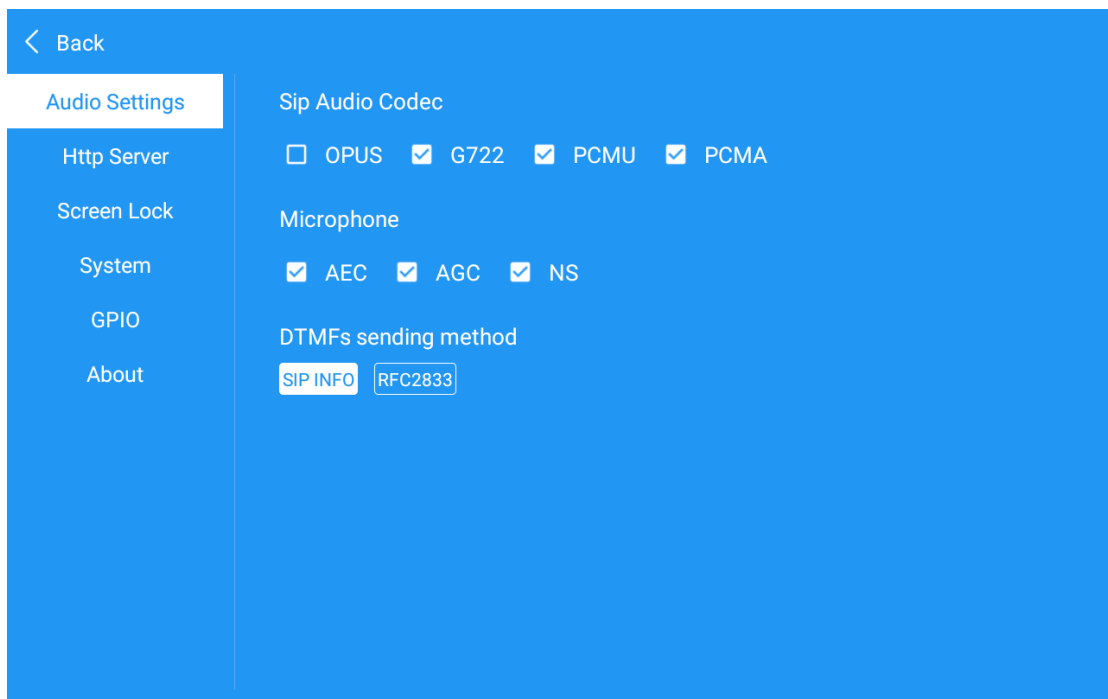 Back
Audio Settings
Http Server
Screen Lock
System
GPIO
About
Sip Audio Codec
OPUS G722 PCMU PCMA
Microphone
AEC AGC NS
DTMFs sending method
SIP INFO RFC2833